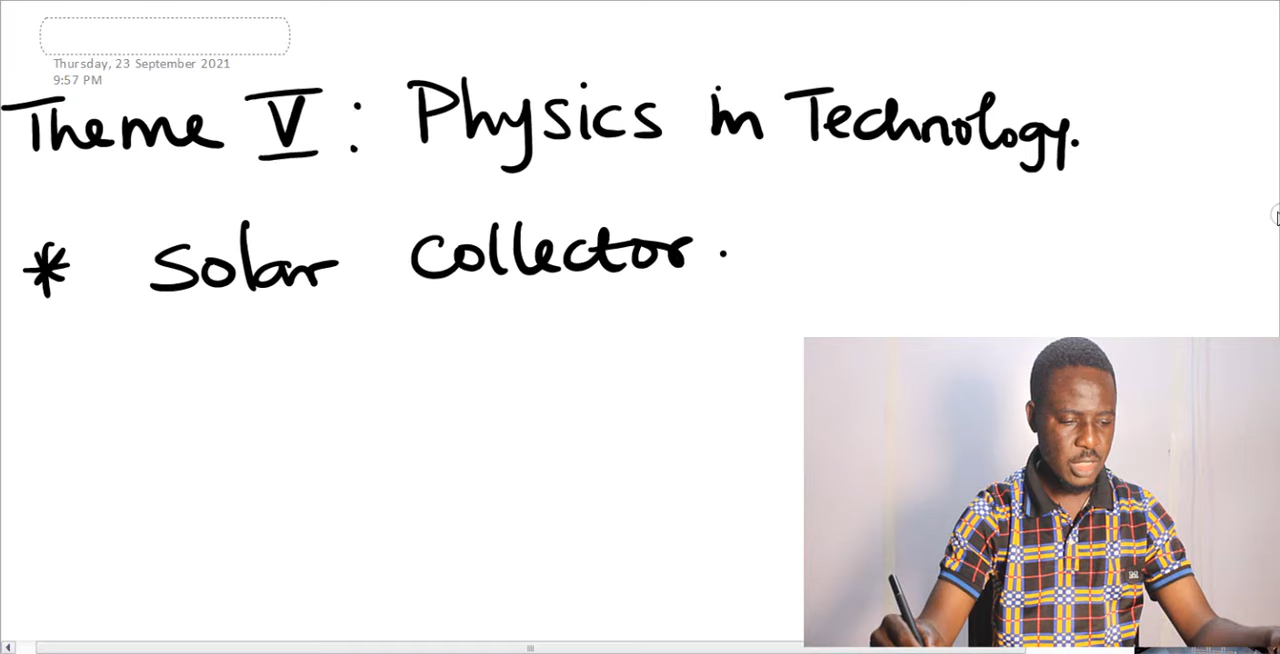 Thursday, 23 September 2021
9:57 PM
Theme V : Physics in Technology.
* Solar Collector.